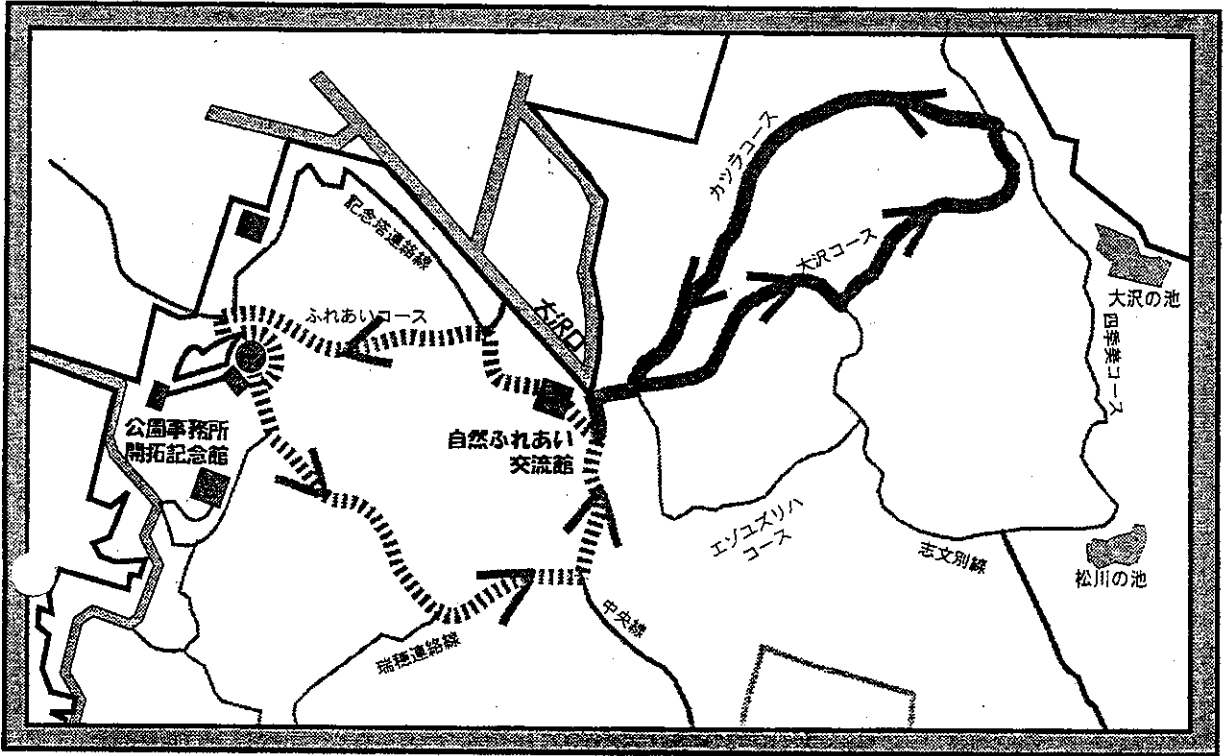 カツラコース
記念塔連絡線
大沢コース
大沢の池
ふれあいコース
大沢口
四季美コース
公園事務所
開拓記念館
自然ふれあい
交流館
エゾユズリハ
コース
志文別線
松川の池
中央線
瑞穂連絡線